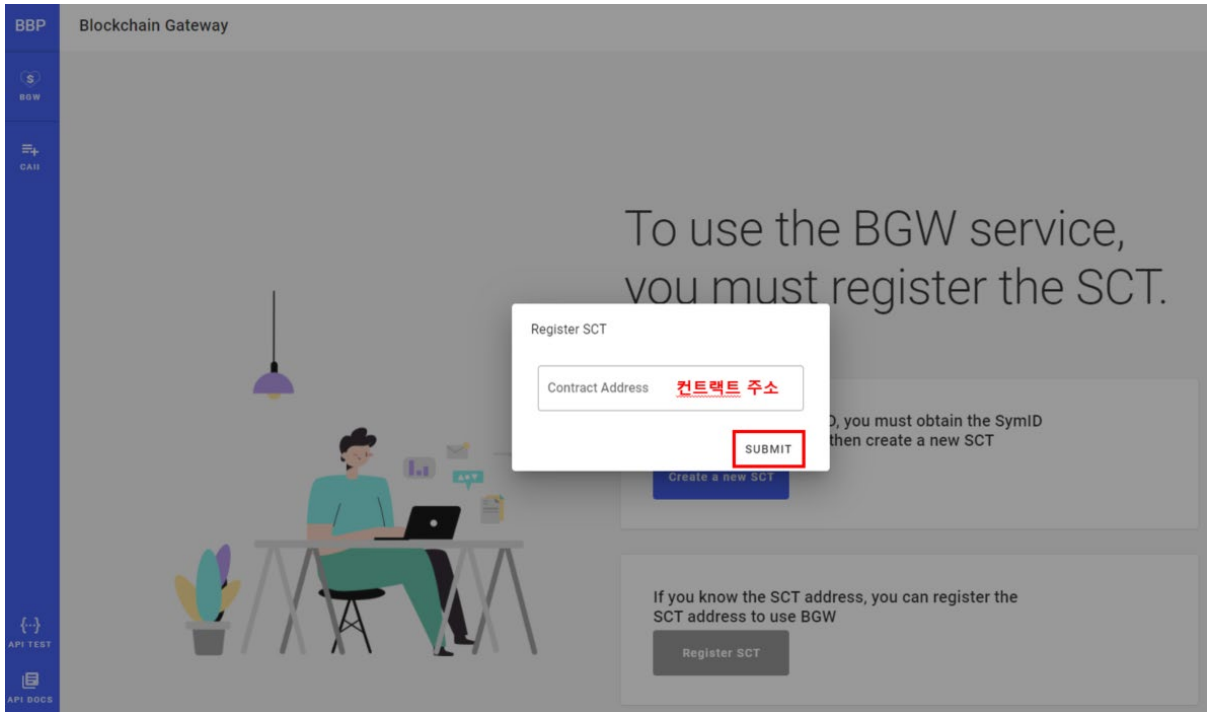 BBP
Blockchain Gateway
BGW
CAll
To use the BGW service,
you must register the SCT.
Register SCT
Contract Address 컨트랙트 주소
SUBMIT
, you must obtain the SymID
then create a new SCT
Create a new SCT
If you know the SCT address, you can register the
SCT address to use BGW
Register SCT
{··}
API TEST
API DOCS